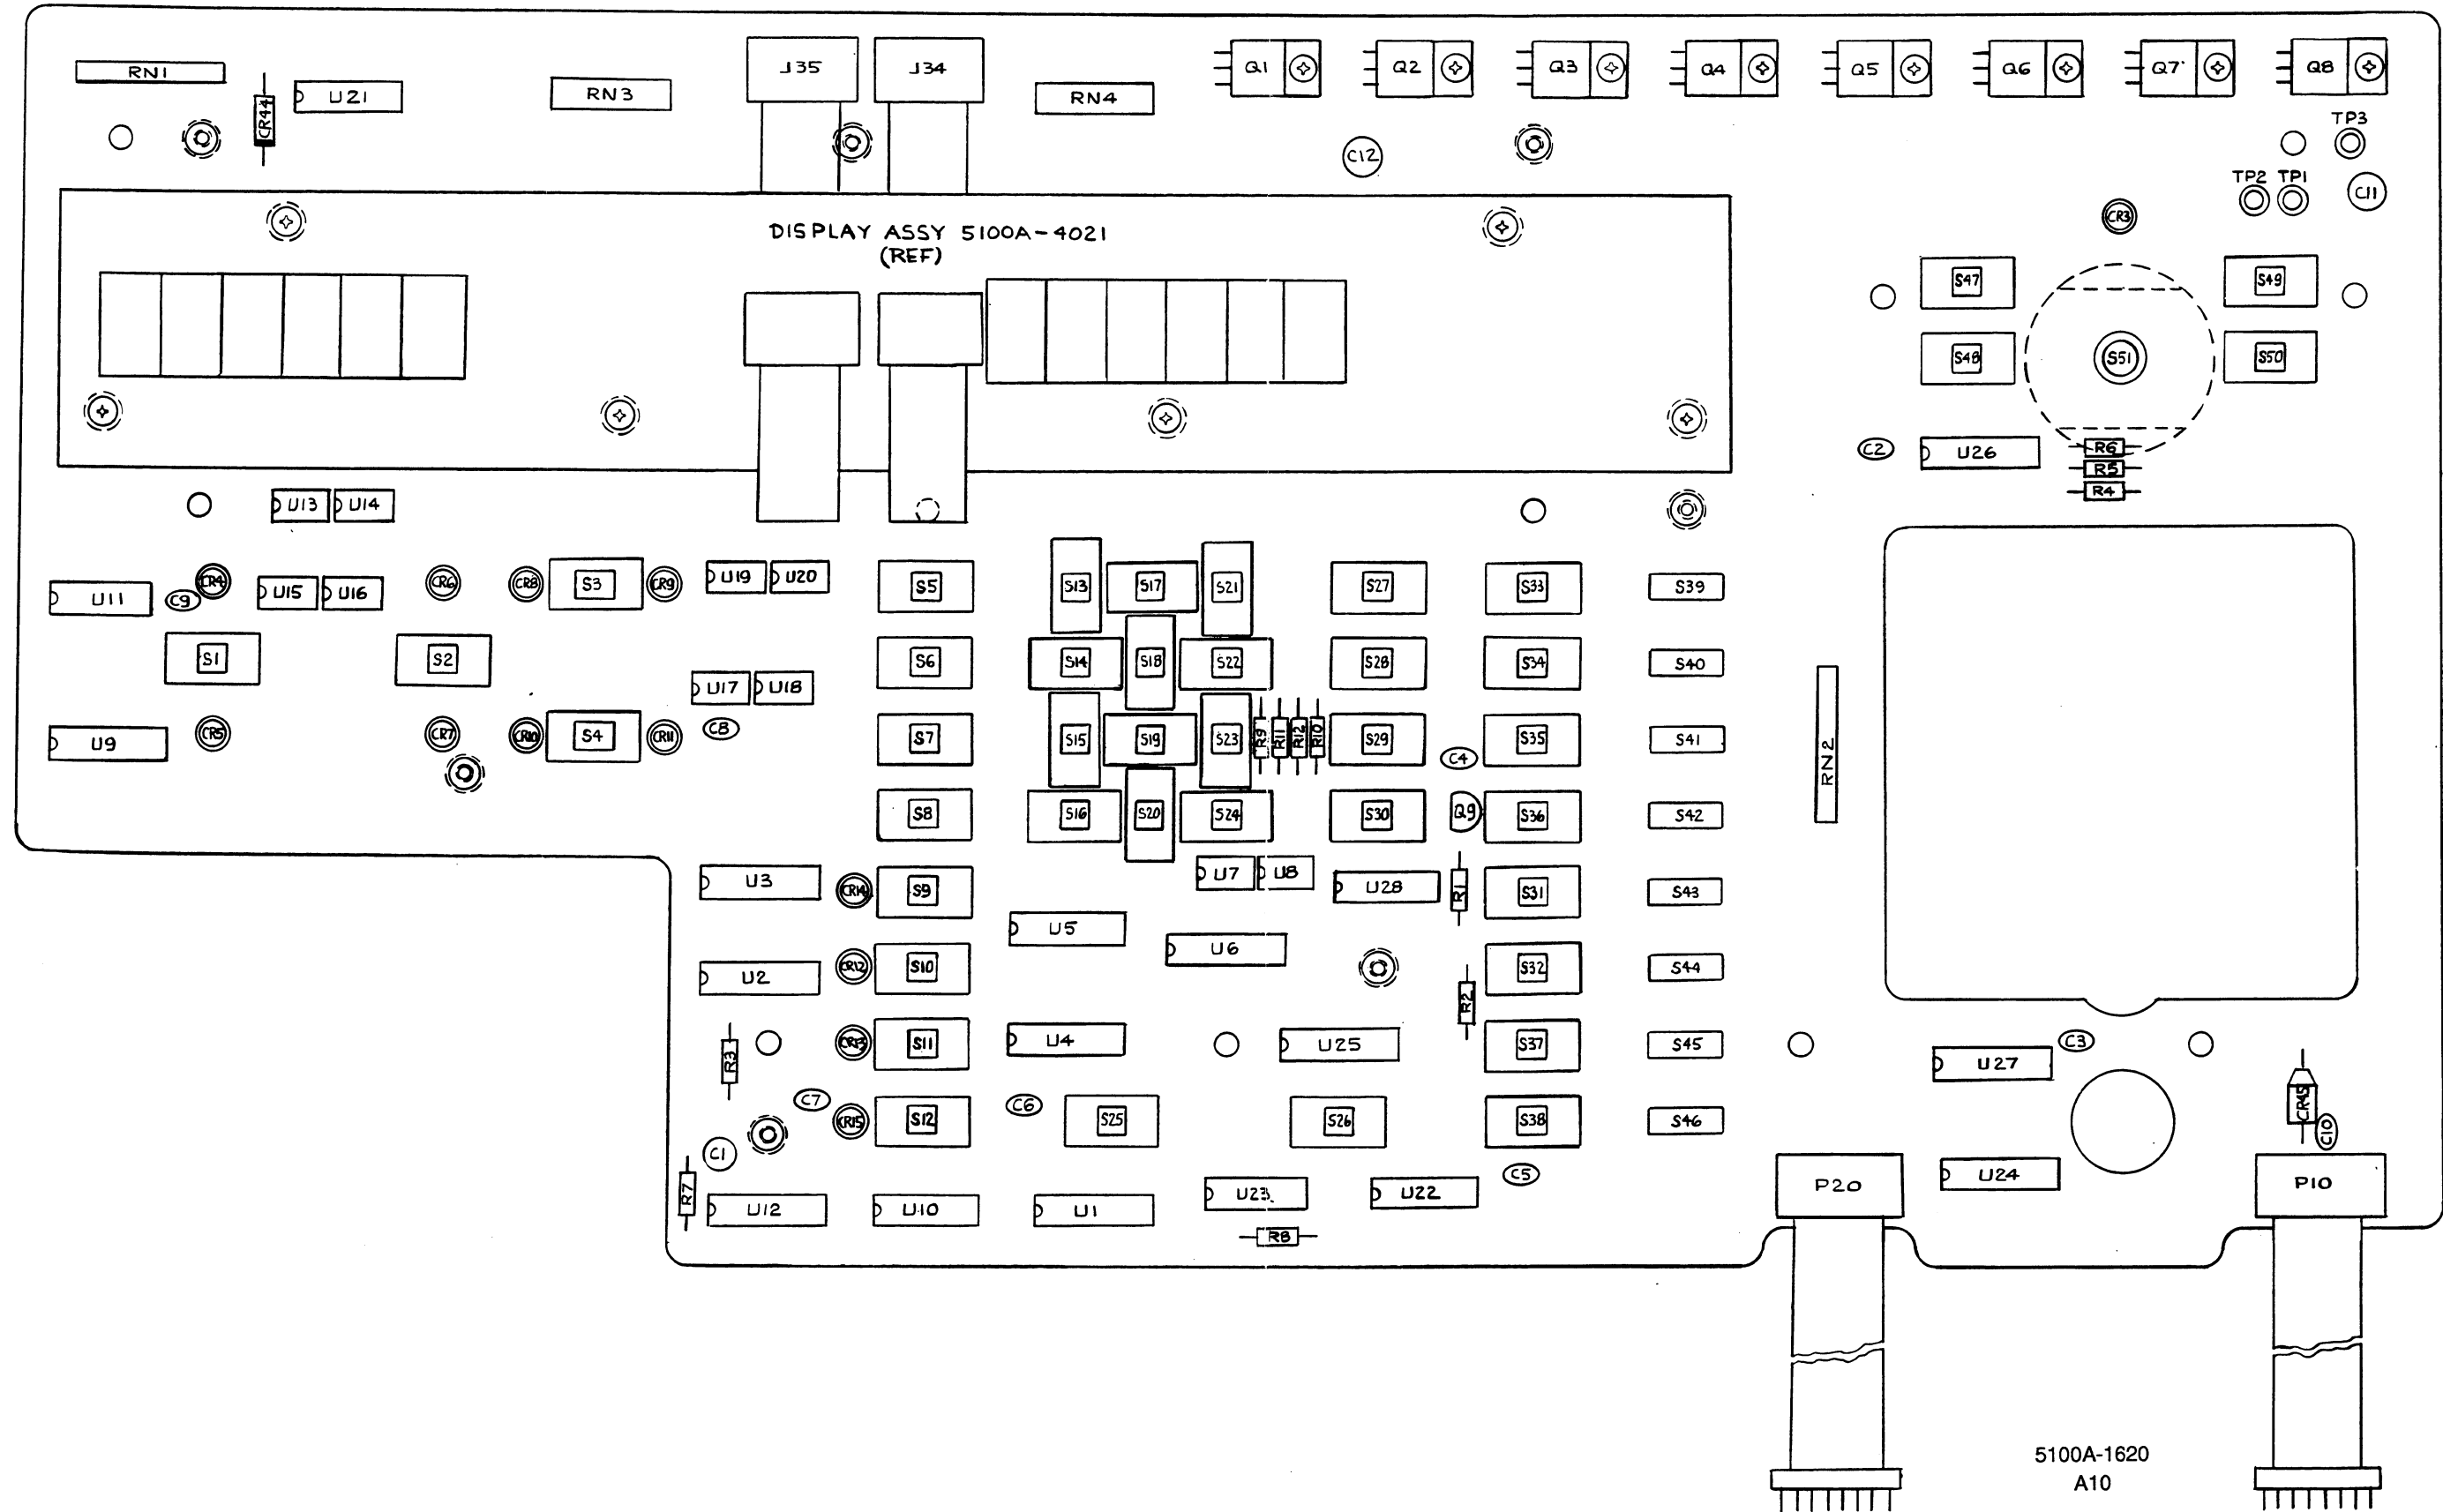 J35 J34 Q1 Q2 Q3 Q4 Q5 Q6 Q7 Q8
RN1 U21 RN3 RN4
CR44
C12 TP3
TP2 TP1 C11
CR3
DISPLAY ASSY 5100A-4021
(REF)
S47 S49
S48 S51 S50
C2 U26 R6
R5
R4
U13 U14
CR4 CR6 CR8 S3 CR9 U19 U20 S5 S13 S17 S21 S27 S33 S39
U11 C9 U15 U16
S1 S2 S6 S14 S18 S22 S28 S34 S40
U17 U18
U9 CR5 CR7 CR10 S4 CR11 C8 S7 S15 S19 S23 R9 R11 R12 R10 S29 C4 S35 S41 RN2
S8 S16 S20 S24 S30 Q9 S36 S42
U3 CR14 S9 U7 U8 U28 R1 S31 S43
U5 U6
U2 CR12 S10 R2 S32 S44
R3 CR13 S11 U4 U25 S37 S45 U27 C3
C7 CR15 S12 C6 S25 S26 S38 S46 CR45
C10
C1
R7 U12 U10 U1 U23 U22 C5 P20 U24 P10
R8
5100A-1620
A10